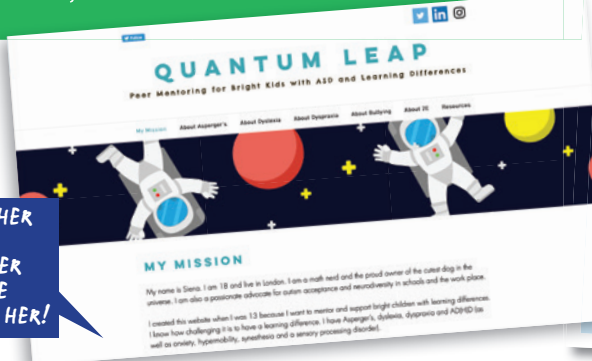 Follow
QUANTUM LEAP
Peer Mentoring for Bright Kids with ASD and Learning Differences
My Mission About Asperger's About Dyslexia About Dyspraxia About Bullying About 2E Resources
HER
ER
E
HER!
MY MISSION
My name is Siena. I am 18 and live in London. I am a math nerd and the proud owner of the cutest dog in the
universe. I am also a passionate advocate for autism acceptance and neurodiversity in schools and the work place.
I created this website when I was 13 because I want to mentor and support bright children with learning differences.
I know how challenging it is to have a learning difference. I have Asperger's, dyslexia, dyspraxia and ADHD (as
well as anxiety, hypermobility, synesthesia and a sensory processing disorder).